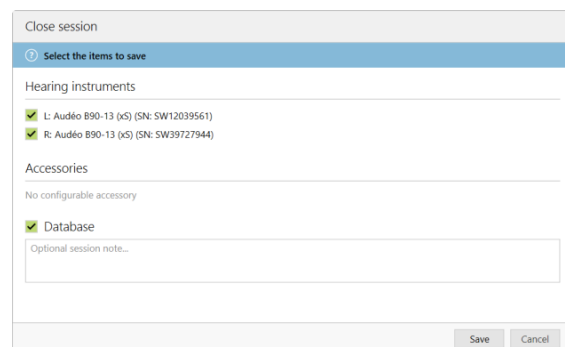 Close session
? Select the items to save
Hearing instruments
L: Audéo B90-13 (xS) (SN: SW12039561)
R: Audéo B90-13 (xS) (SN: SW39727944)
Accessories
No configurable accessory
Database
Optional session note...
Save Cancel